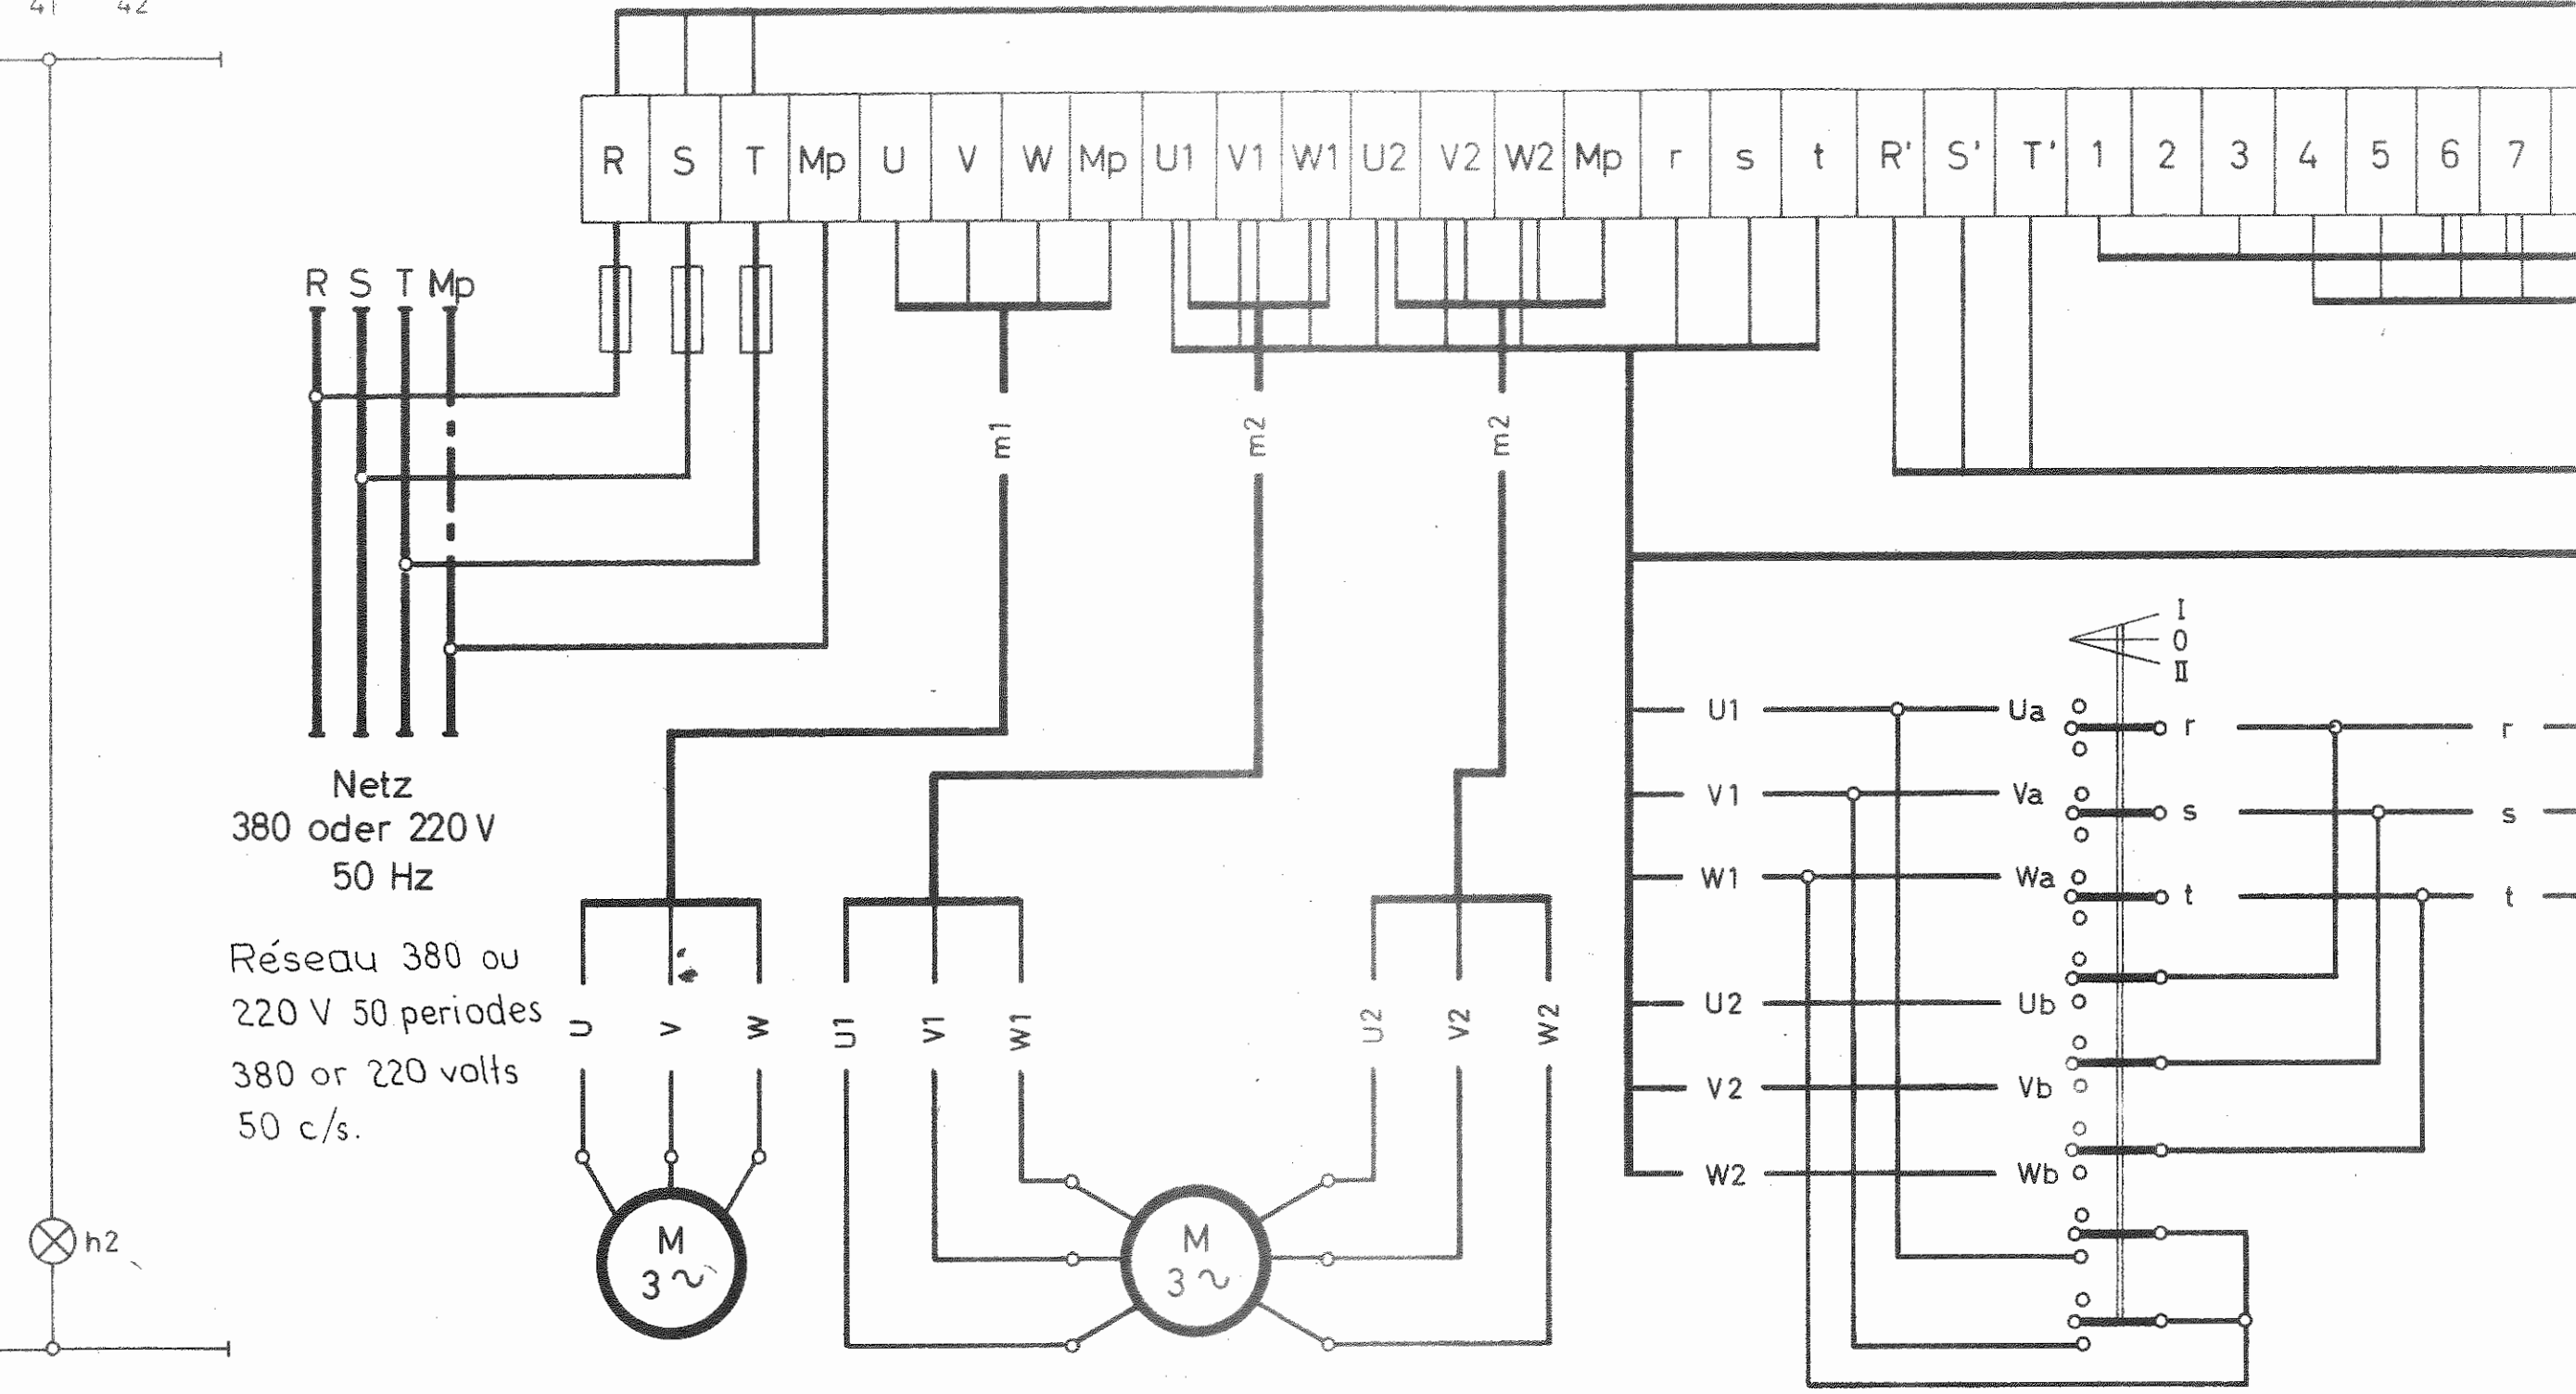 41 42
R S T Mp U V W Mp U1 V1 W1 U2 V2 W2 Mp r s t R' S' T' 1 2 3 4 5 6 7
R S T Mp
m1 m2 m2
I
0
II
U1 Ua r r
V1 Va s s
W1 Wa t t
U2 Ub
V2 Vb
W2 Wb
Netz
380 oder 220 V
50 Hz
Réseau 380 ou
220 V 50 periodes
380 or 220 volts
50 c/s.
U V W U1 V1 W1 U2 V2 W2
h2
M
3~
M
3~